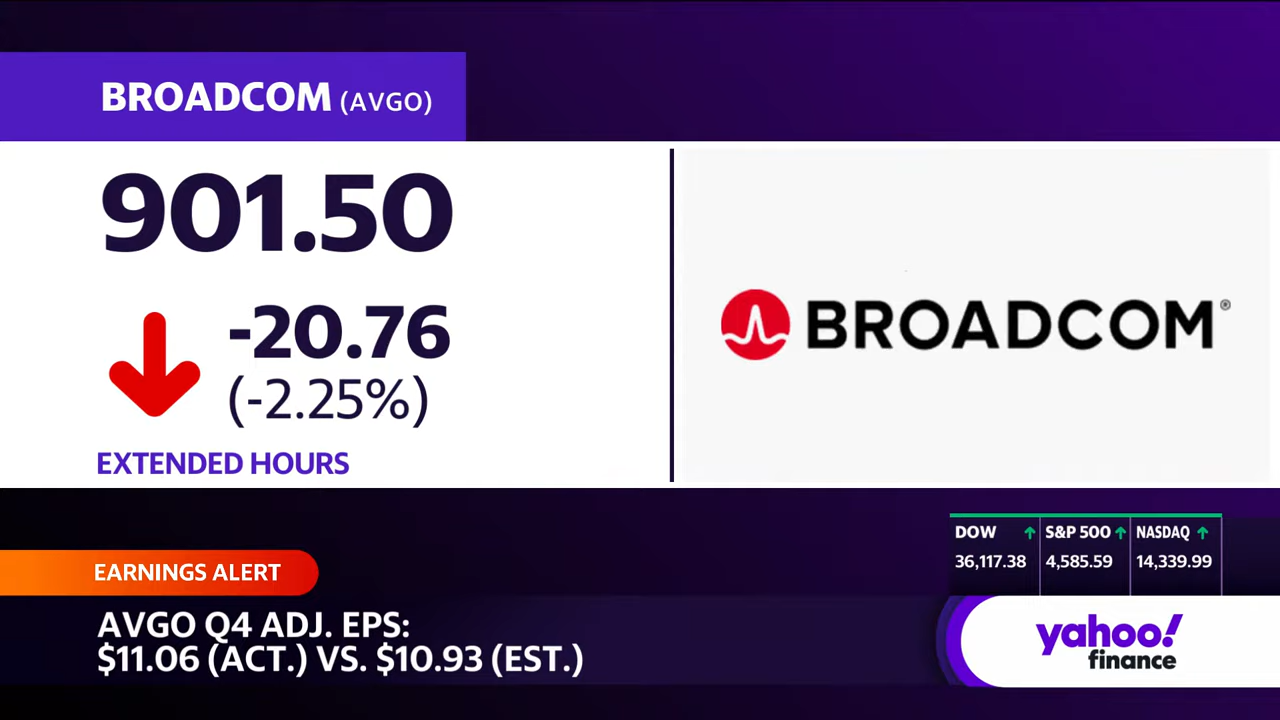 BROADCOM (AVGO)
901.50
-20.76
(-2.25%)
EXTENDED HOURS
BROADCOM®
DOW
36,117.38
S&P 500
4,585.59
NASDAQ
14,339.99
EARNINGS ALERT
AVGO Q4 ADJ. EPS:
$11.06 (ACT.) VS. $10.93 (EST.)
yahoo!
finance